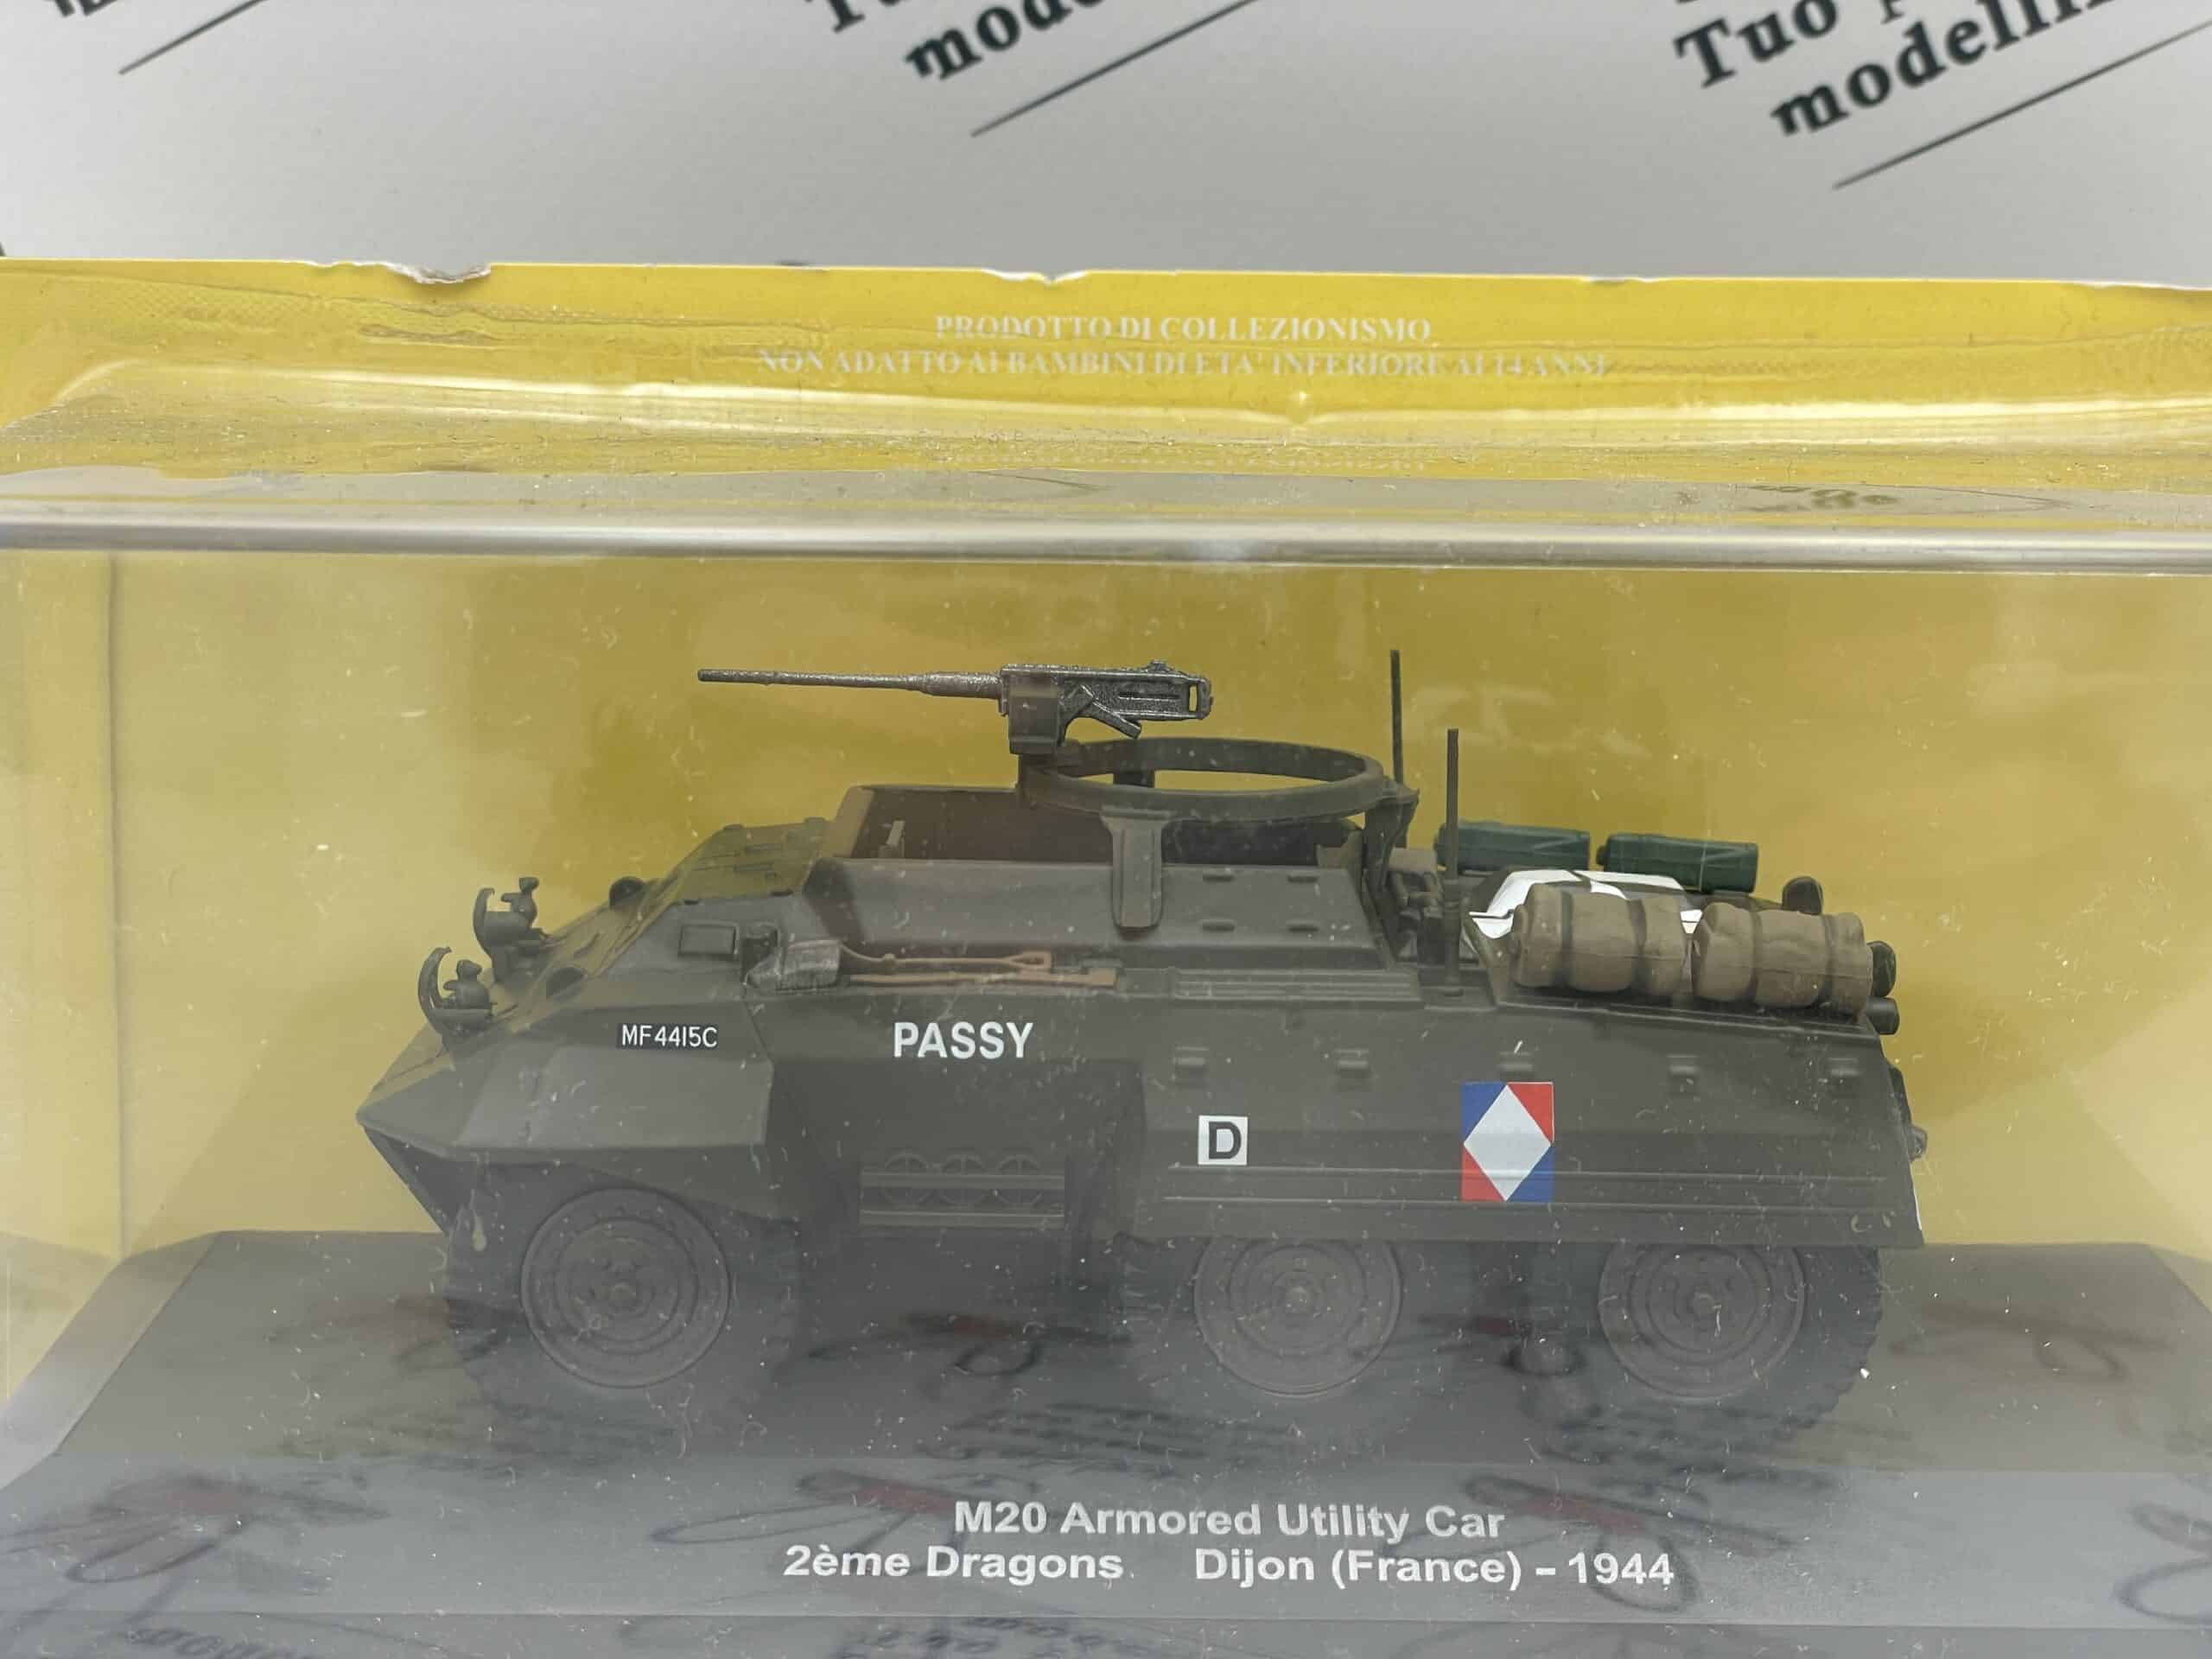 Tuo
modellin
PRODOTTO DI COLLEZIONISMO
NON ADATTO AI BAMBINI DI ETA' INFERIORE AI 14 ANNI
MF4415C
PASSY
D
M20 Armored Utility Car
2ème Dragons. Dijon (France) - 1944